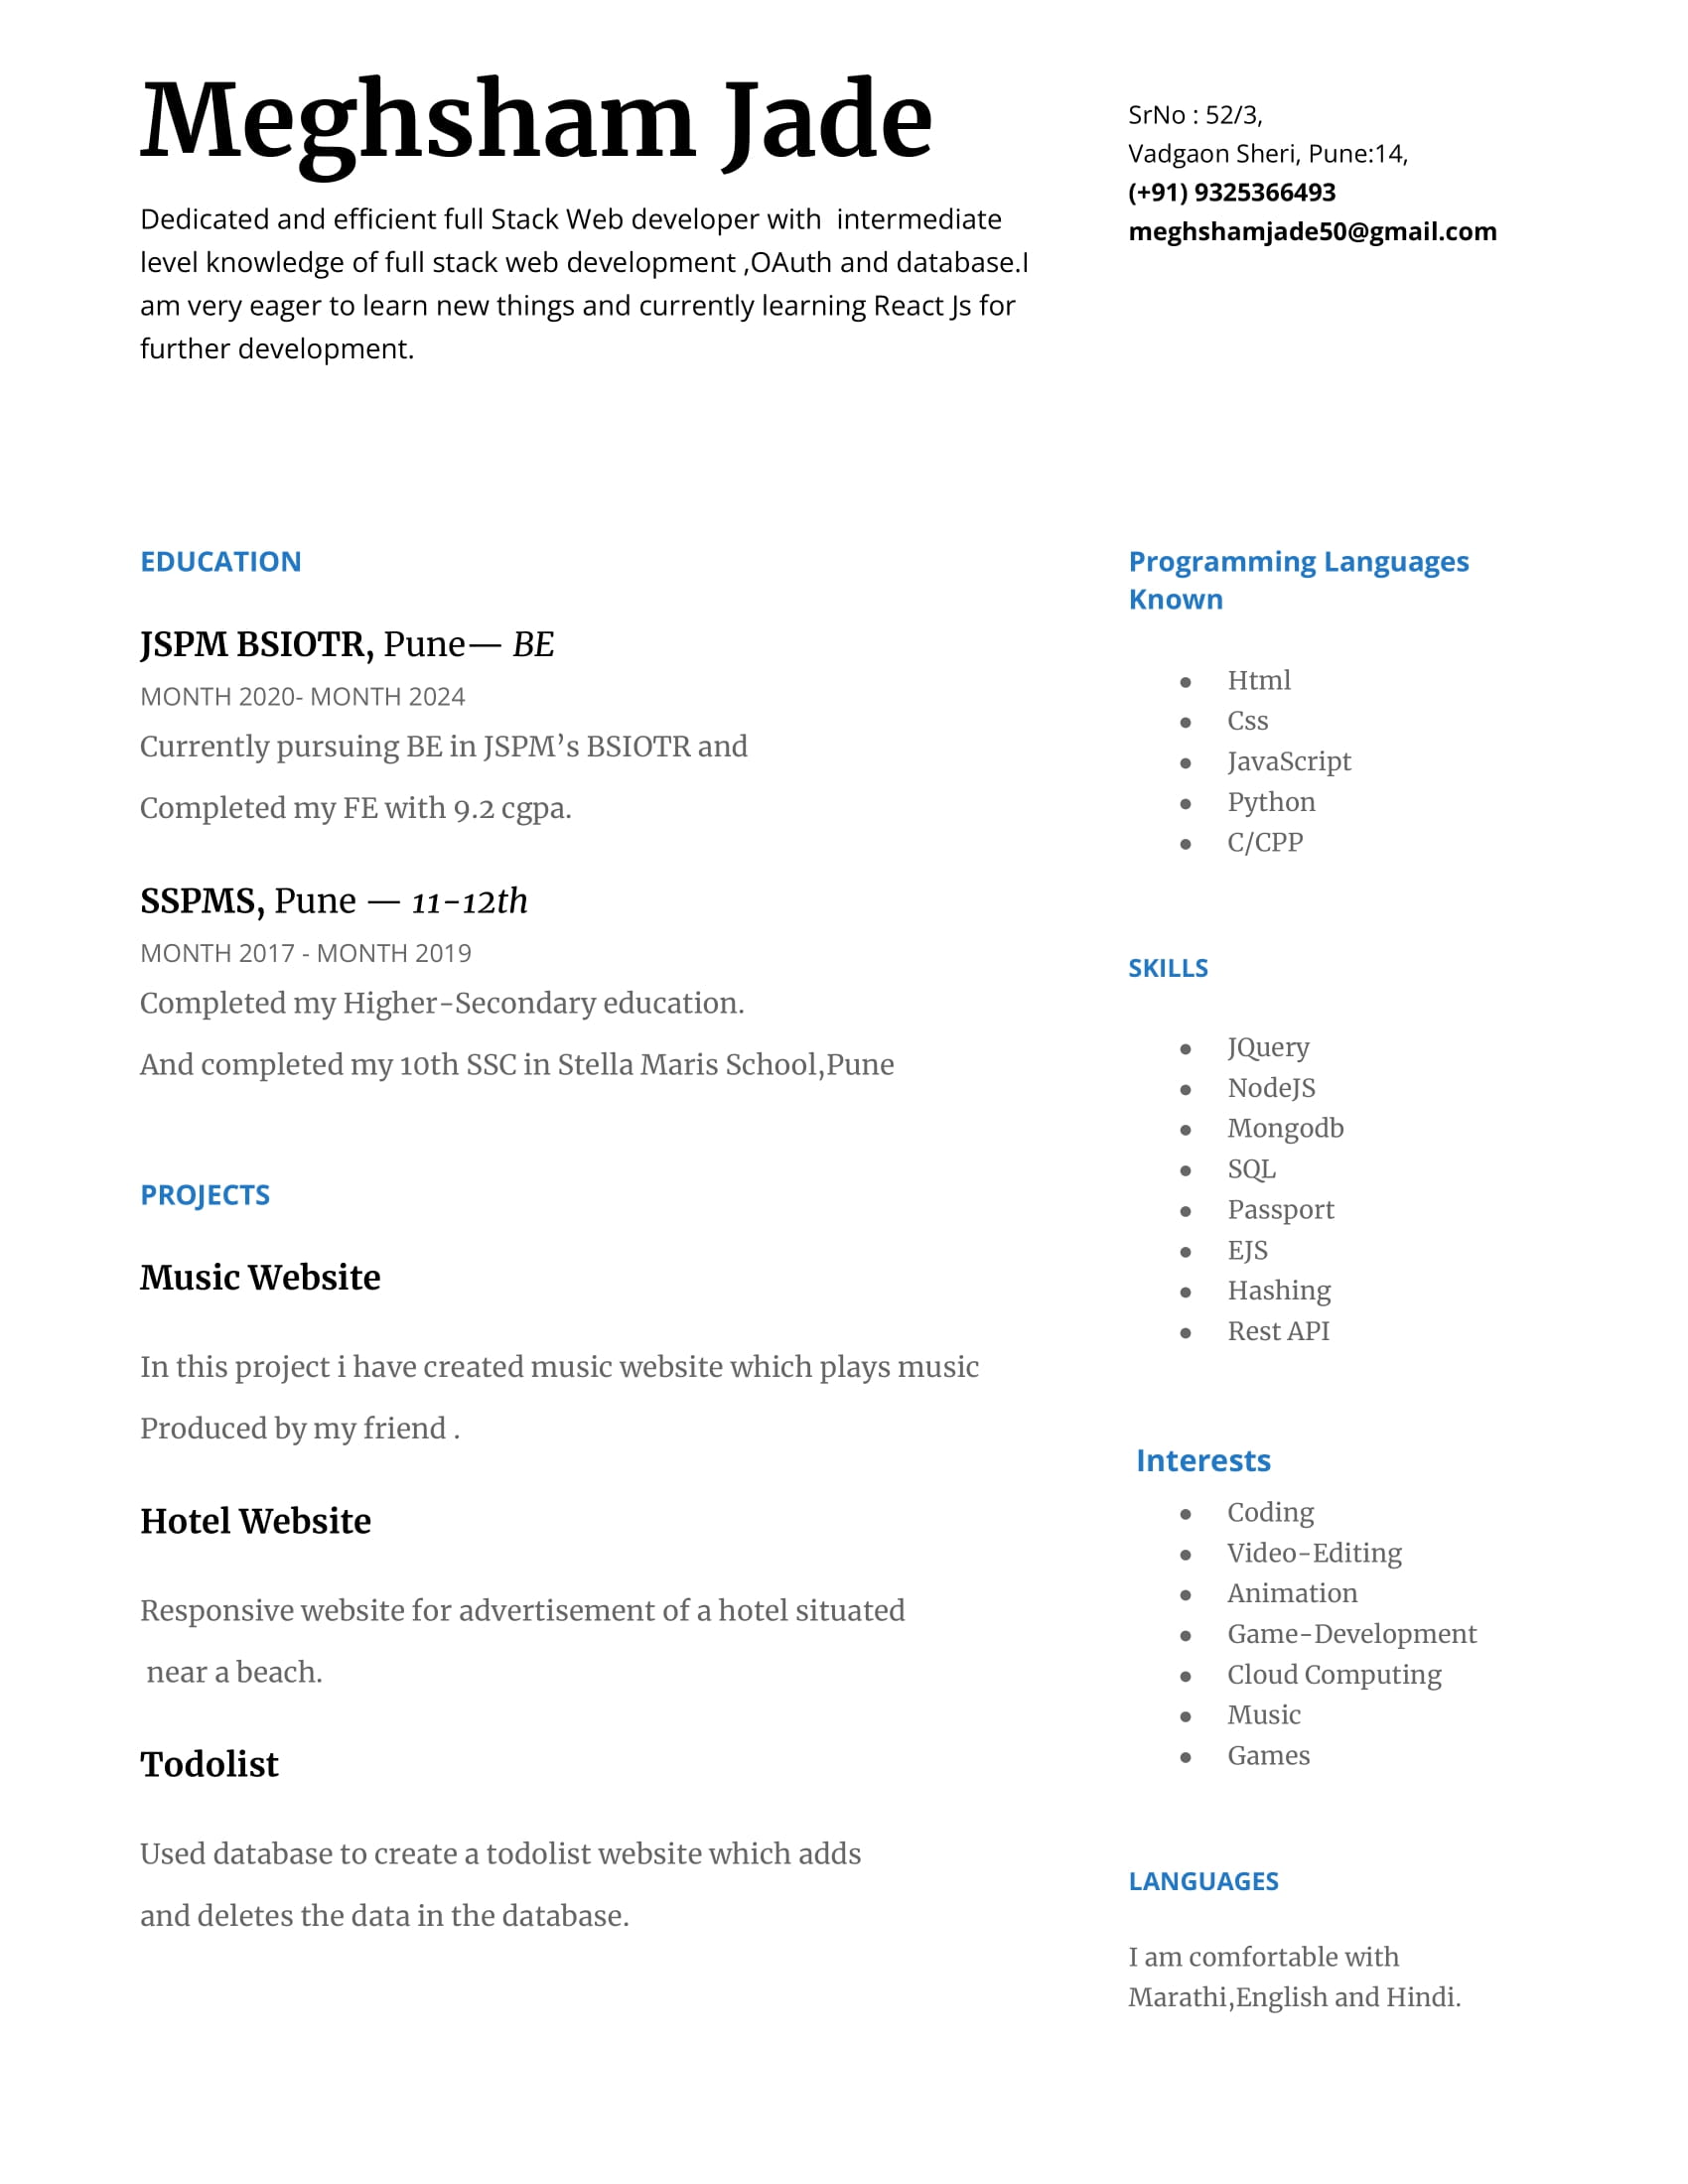 Meghsham Jade
Dedicated and efficient full Stack Web developer with  intermediate
level knowledge of full stack web development ,OAuth and database.I
am very eager to learn new things and currently learning React Js for
further development.
SrNo : 52/3,
Vadgaon Sheri, Pune:14,
(+91) 9325366493
meghshamjade50@gmail.com
EDUCATION
JSPM BSIOTR, Pune— BE
MONTH 2020- MONTH 2024
Currently pursuing BE in JSPM’s BSIOTR and
Completed my FE with 9.2 cgpa.
SSPMS, Pune — 11-12th
MONTH 2017 - MONTH 2019
Completed my Higher-Secondary education.
And completed my 10th SSC in Stella Maris School,Pune
PROJECTS
Music Website
In this project i have created music website which plays music
Produced by my friend .
Hotel Website
Responsive website for advertisement of a hotel situated
near a beach.
Todolist
Used database to create a todolist website which adds
and deletes the data in the database.
Programming Languages
Known
● Html
● Css
● JavaScript
● Python
● C/CPP
SKILLS
● JQuery
● NodeJS
● Mongodb
● SQL
● Passport
● EJS
● Hashing
● Rest API
Interests
● Coding
● Video-Editing
● Animation
● Game-Development
● Cloud Computing
● Music
● Games
LANGUAGES
I am comfortable with
Marathi,English and Hindi.